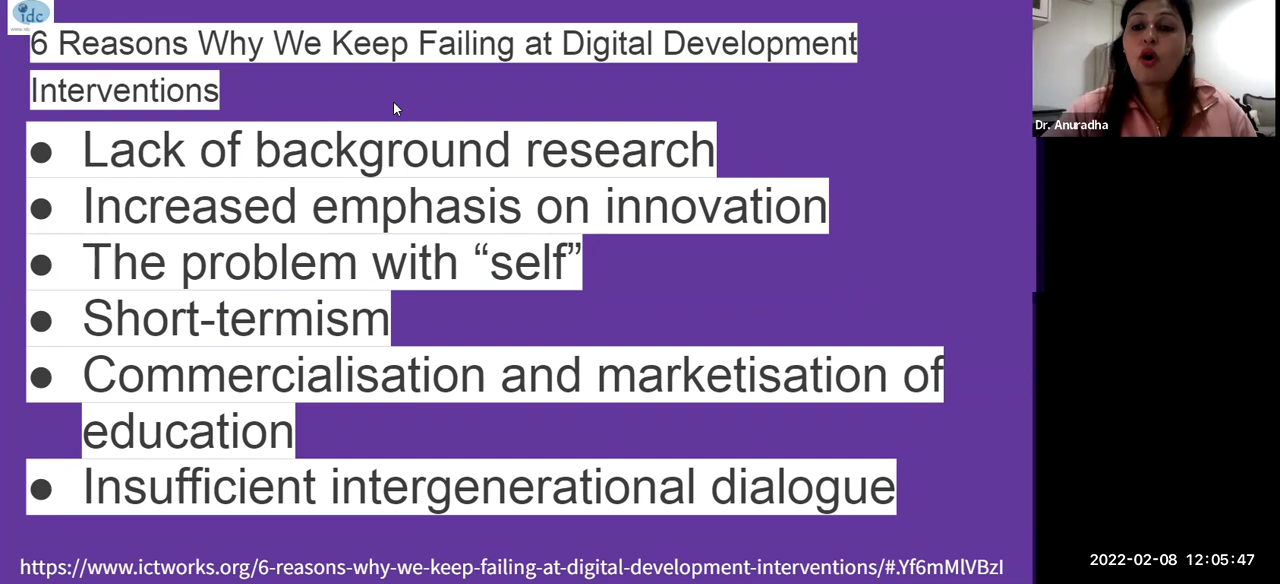 idc
6 Reasons Why We Keep Failing at Digital Development
Interventions
● Lack of background research
● Increased emphasis on innovation
● The problem with “self”
● Short-termism
● Commercialisation and marketisation of
education
● Insufficient intergenerational dialogue
https://www.ictworks.org/6-reasons-why-we-keep-failing-at-digital-development-interventions/#.Yf6mMlVBzI
Dr. Anuradha
2022-02-08 12:05:47